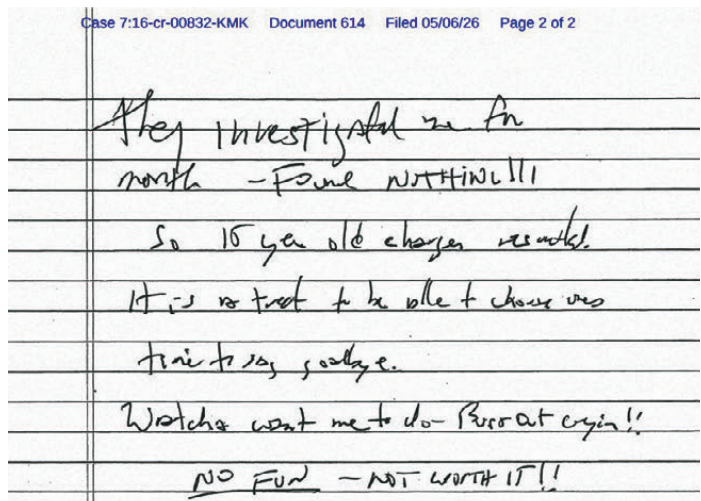 Case 7:16-cr-00832-KMK Document 614 Filed 05/06/26 Page 2 of 2
They investigated me for
month - Found NOTHING!!!
So 15 year old charges resulted.
It is a treat to be able to choose
time to say goodbye.
Watcha want me to do - Burst out cryin!!
NO FUN - NOT WORTH IT!!